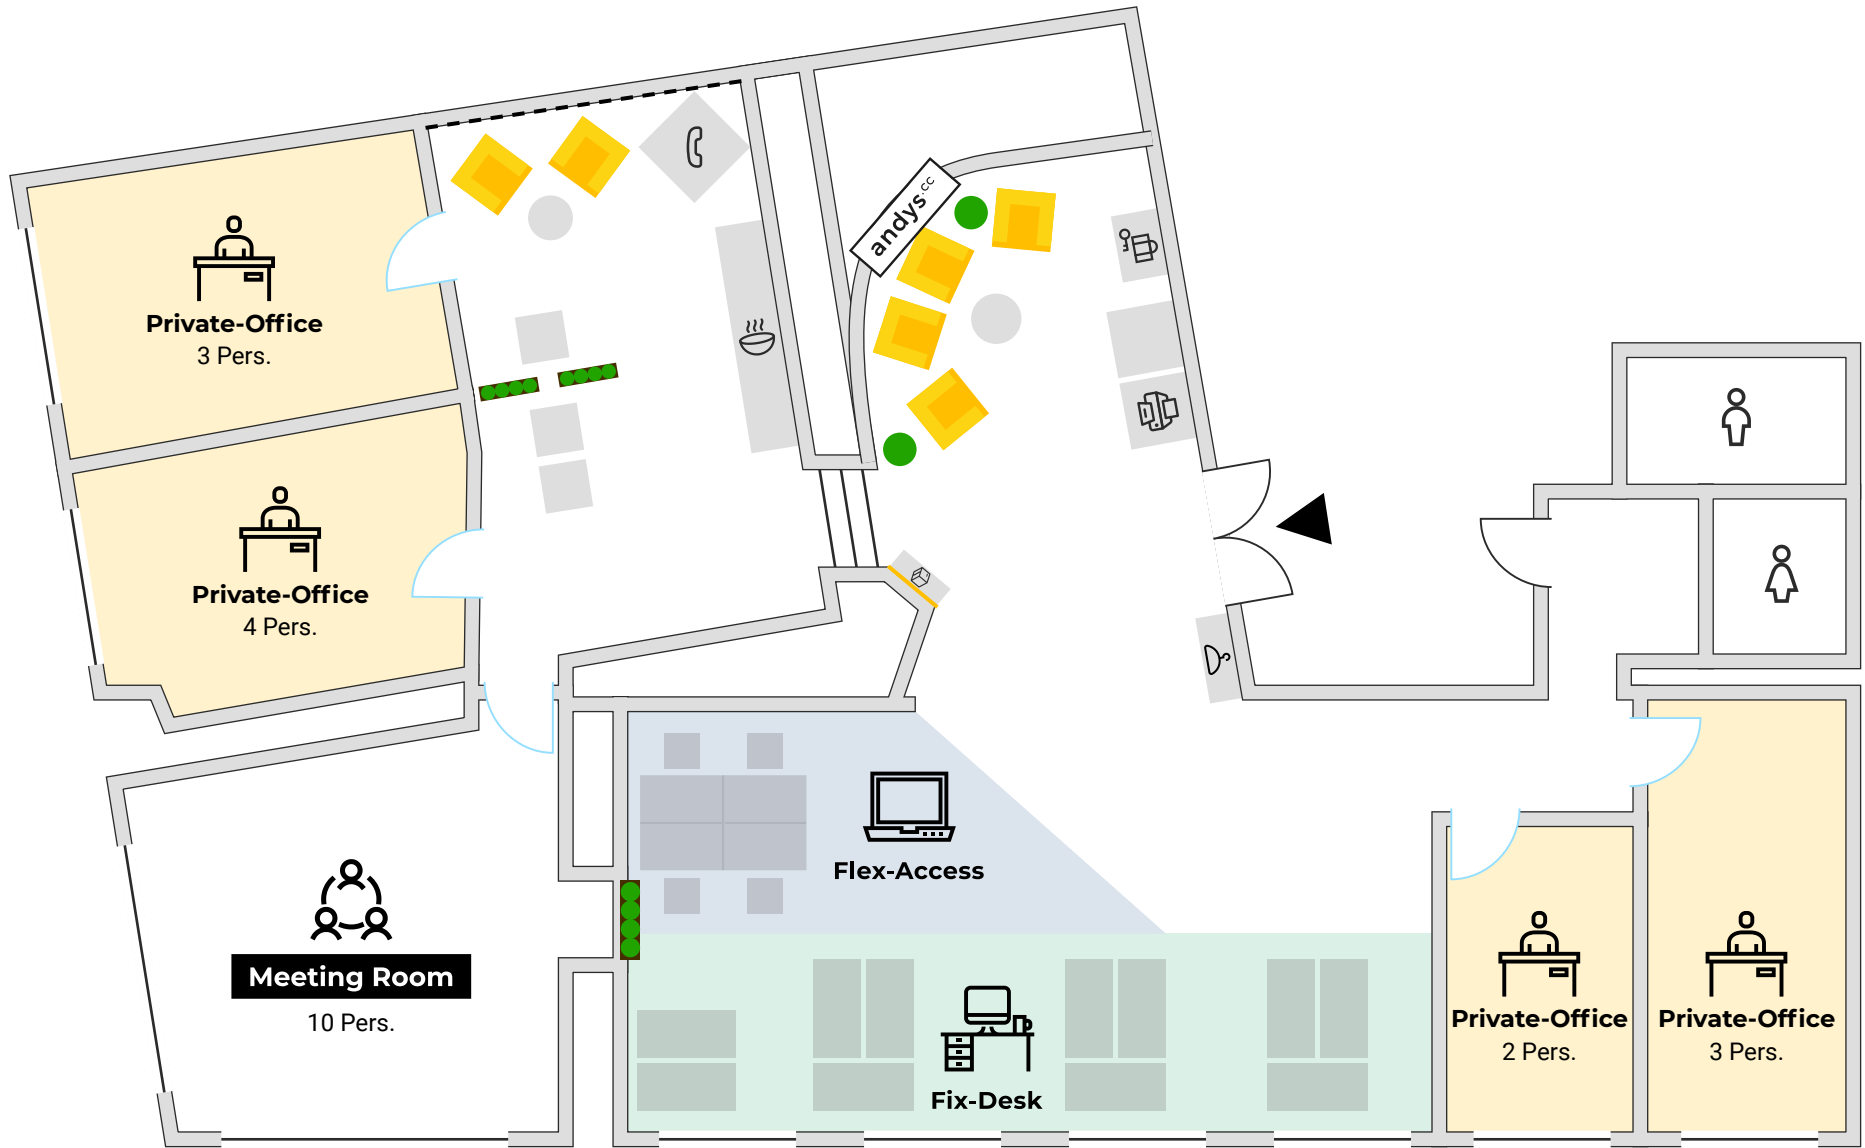 andys.cc
Private-Office
3 Pers.
Private-Office
4 Pers.
Flex-Access
Meeting Room
10 Pers.
Fix-Desk
Private-Office
2 Pers.
Private-Office
3 Pers.